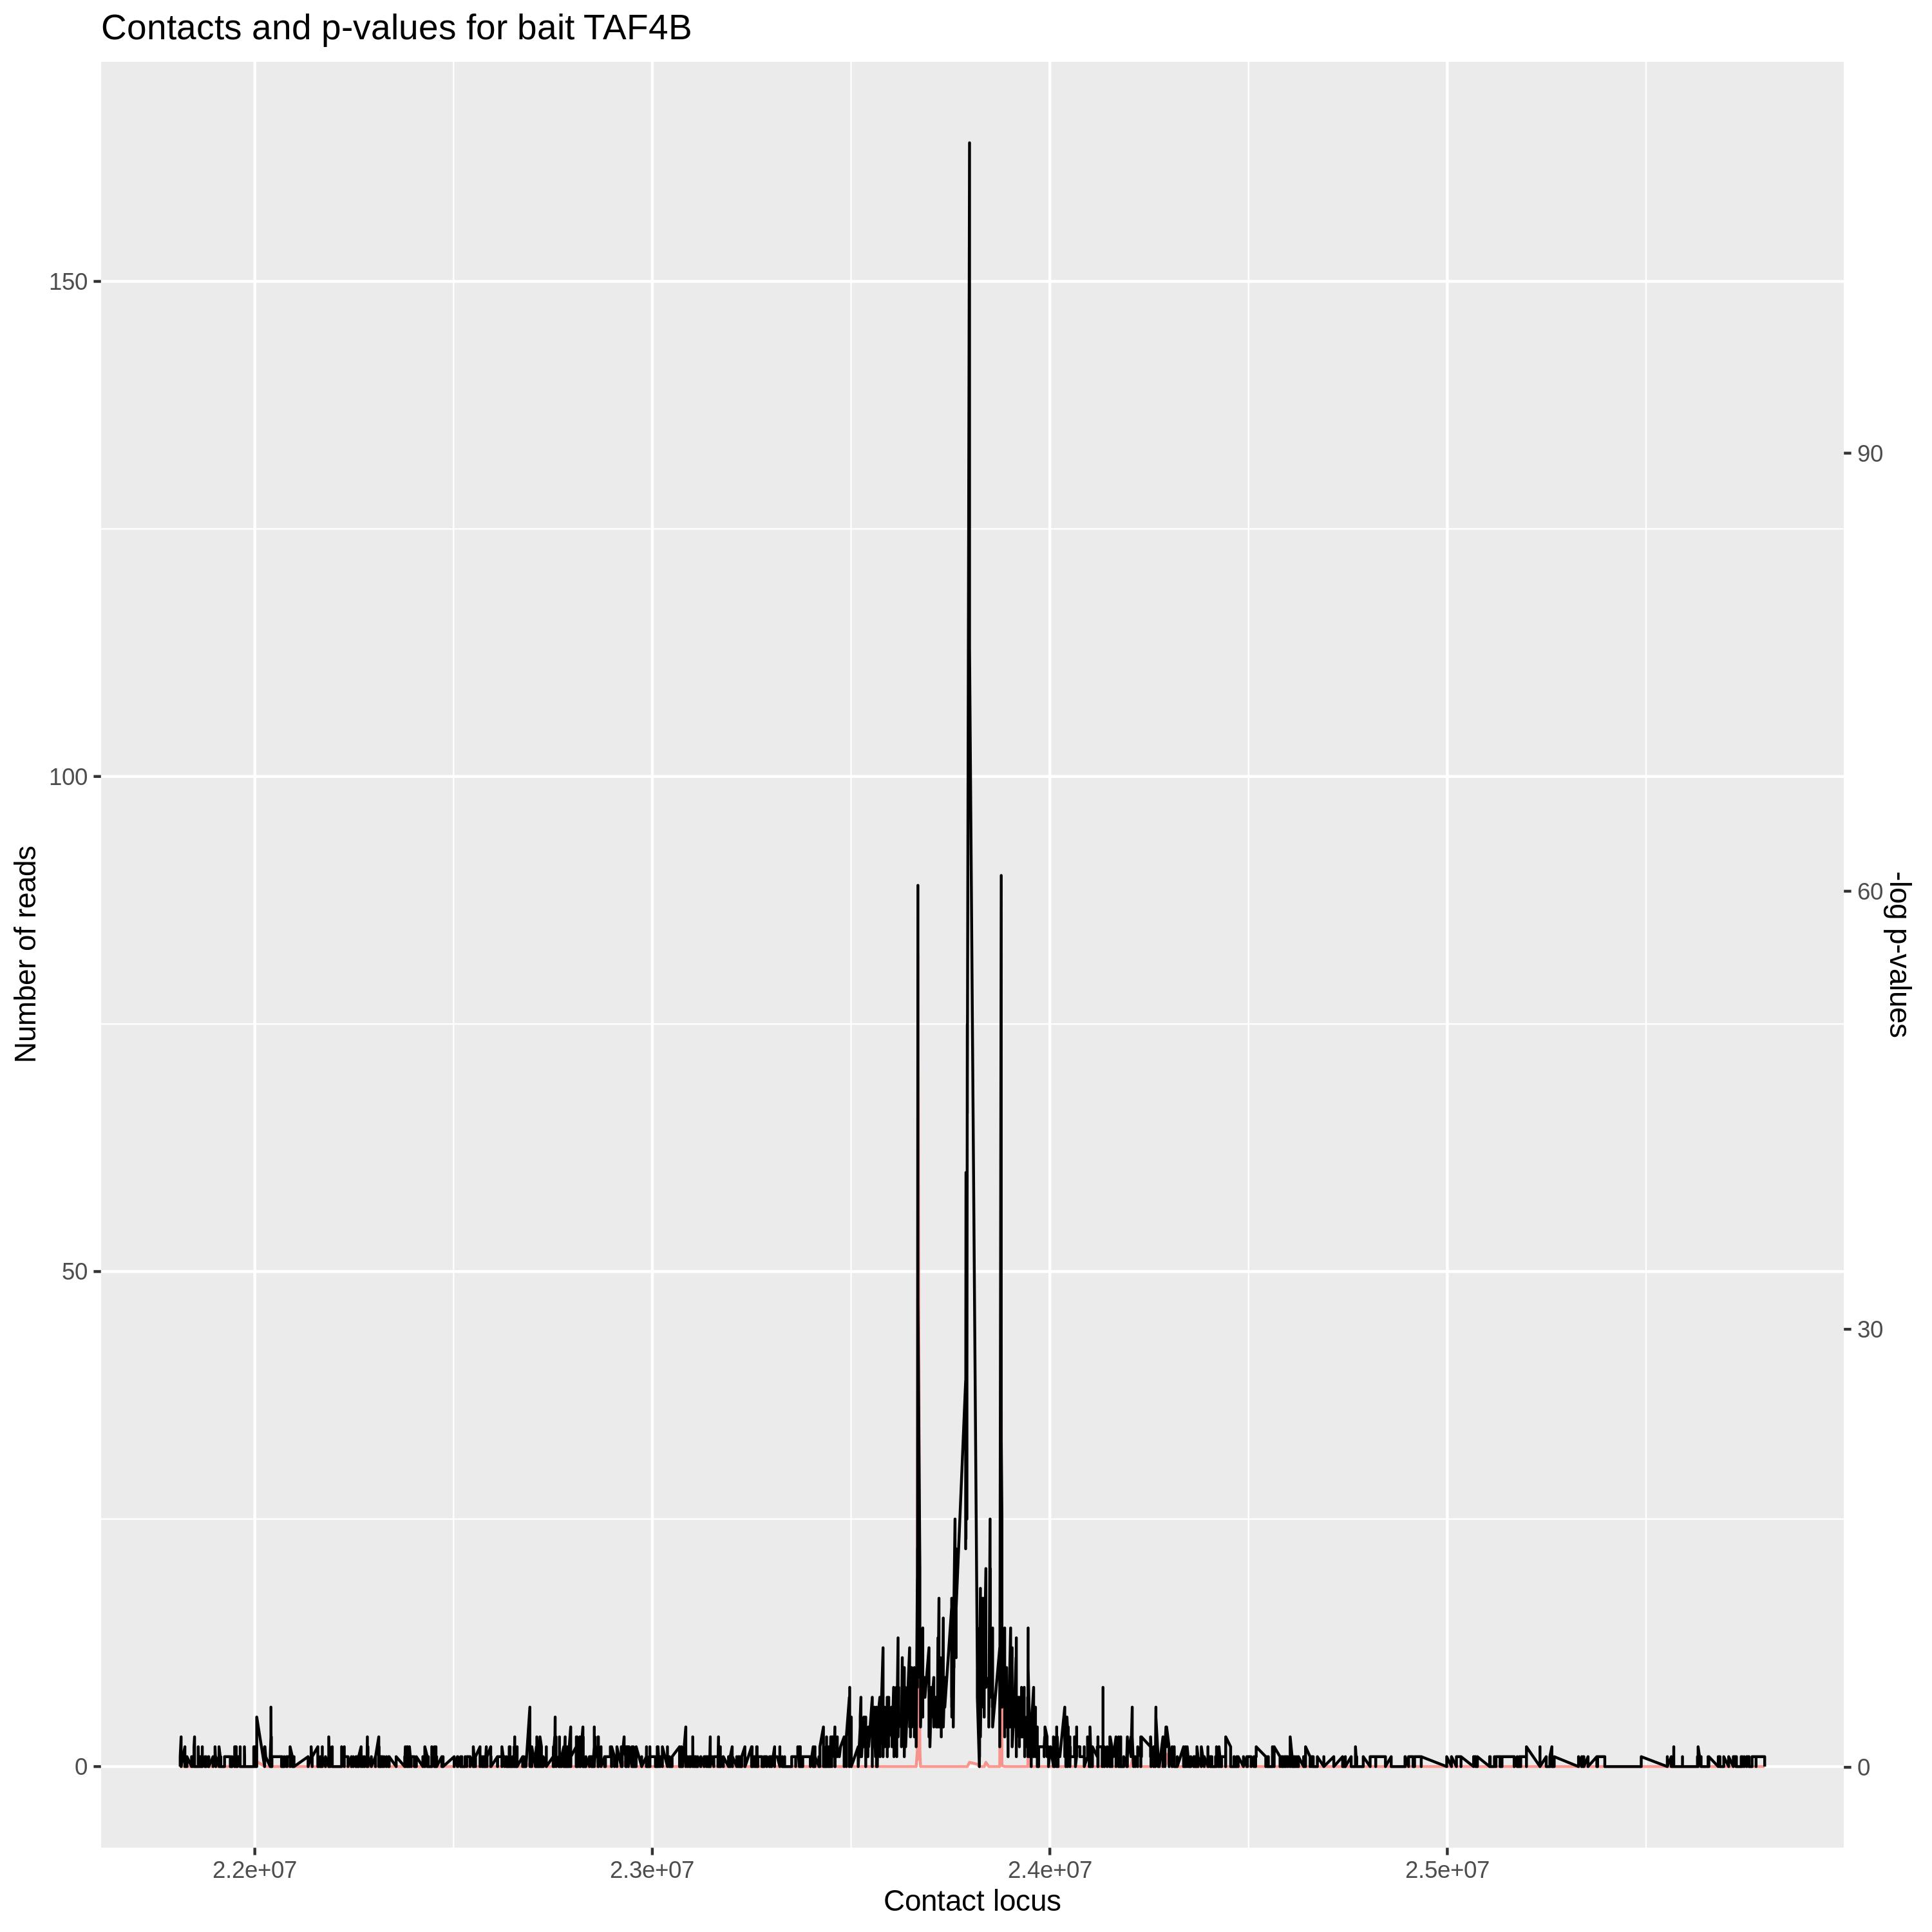 Contacts and p-values for bait TAF4B
150
100
50
0
Number of reads
90
60
30
0
-log p-values
2.2e+07
2.3e+07
2.4e+07
2.5e+07
Contact locus